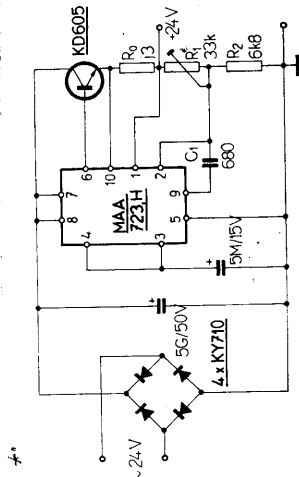 ~24V
4 x KY710
5G/50V
5M/15V
MAA
723,H
4
3
8
7
5
9
6
10
1
2
C1
680
KD605
R0
13
+24V
R1*
33k
R2
6k8